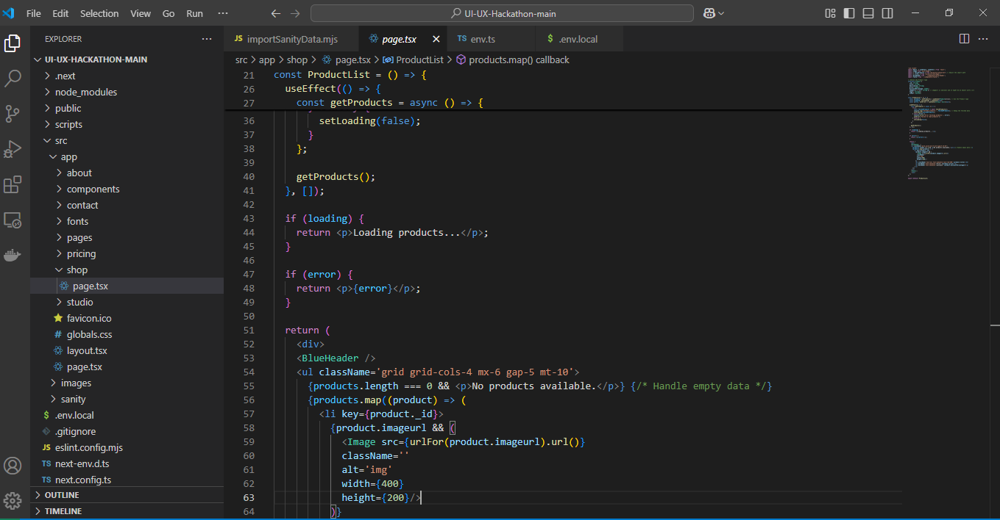 File Edit Selection View Go Run ··· UI-UX-Hackathon-main
EXPLORER ···
UI-UX-HACKATHON-MAIN
.next
node_modules
public
scripts
src
app
about
components
contact
fonts
pages
pricing
shop
page.tsx
studio
favicon.ico
# globals.css
layout.tsx
page.tsx
images
sanity
$ .env.local
.gitignore
JS eslint.config.mjs
TS next-env.d.ts
TS next.config.ts
OUTLINE
TIMELINE
JS importSanityData.mjs page.tsx TS env.ts $ .env.local
src > app > shop > page.tsx > ProductList > products.map() callback
21 const ProductList = () => {
26 useEffect(() => {
27 const getProducts = async () => {
36 setLoading(false);
37 }
38 };
39
40 getProducts();
41 }, []);
42
43 if (loading) {
44 return <p>Loading products...</p>;
45 }
46
47 if (error) {
48 return <p>{error}</p>;
49 }
50
51 return (
52 <div>
53 <BlueHeader />
54 <ul className='grid grid-cols-4 mx-6 gap-5 mt-10'>
55 {products.length === 0 && <p>No products available.</p>} {/* Handle empty data */}
56 {products.map((product) => (
57 <li key={product._id}>
58 {product.imageurl && (
59 <Image src={urlFor(product.imageurl).url()}
60 className=''
61 alt='img'
62 width={400}
63 height={200}/>
64 )}